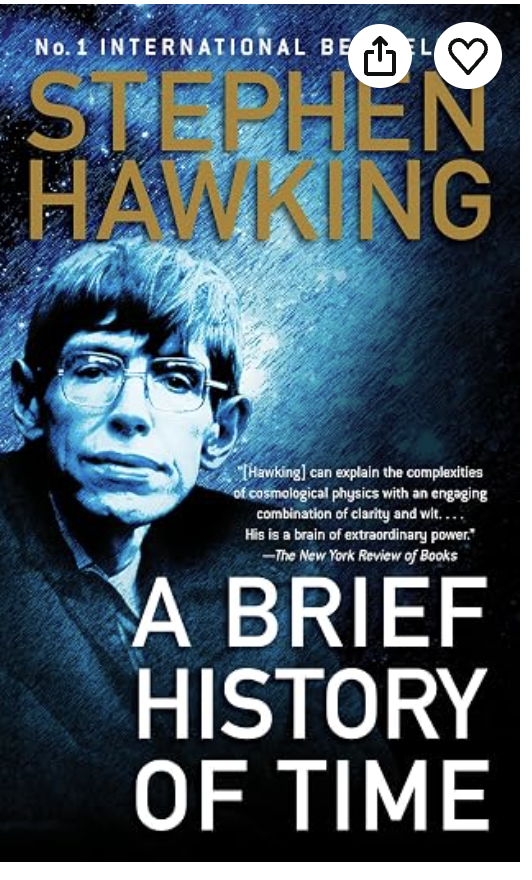 No. 1 INTERNATIONAL
STEPHEN
HAWKING
"[Hawking] can explain the complexities
of cosmological physics with an engaging
combination of clarity and wit. . . .
His is a brain of extraordinary power."
—The New York Review of Books
A BRIEF
HISTORY
OF TIME